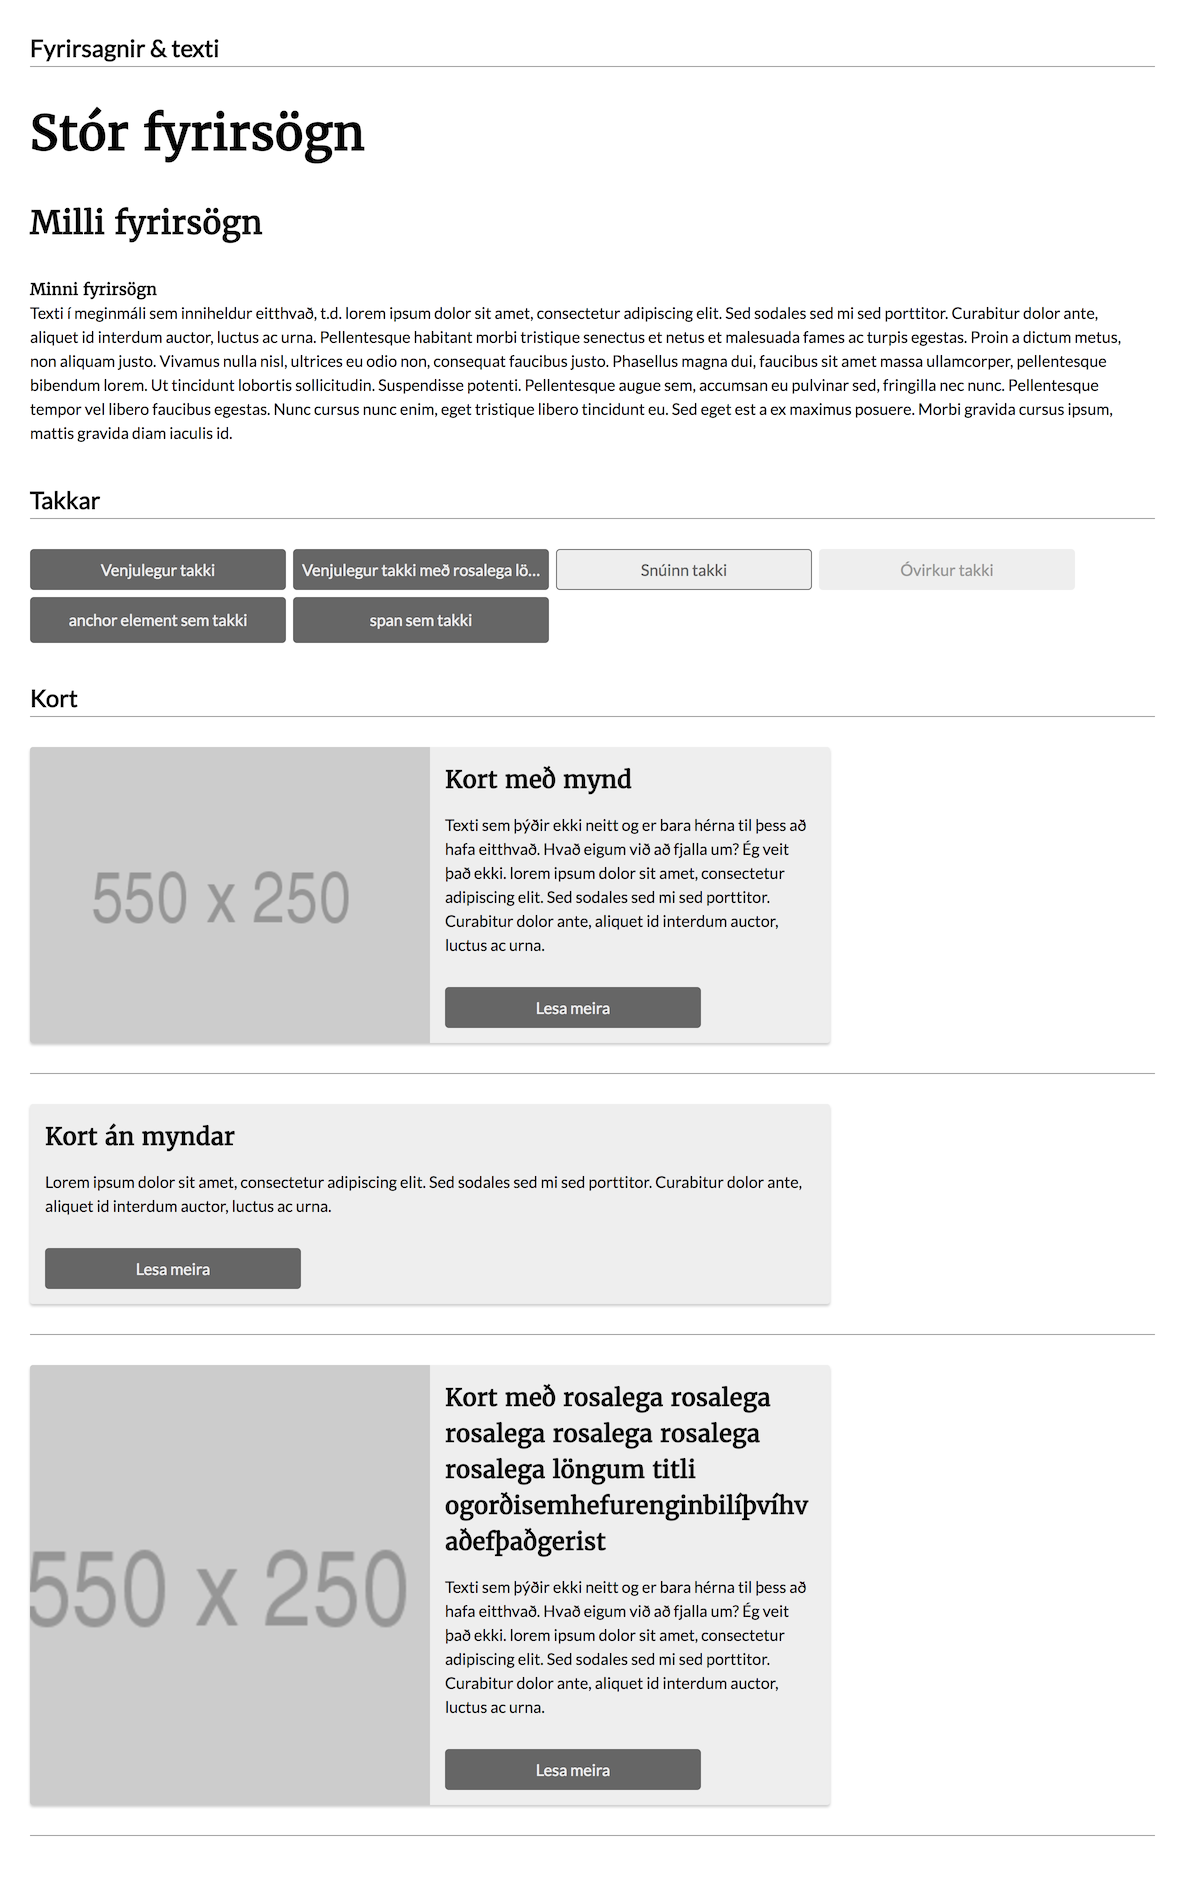 Fyrirsagnir & texti
Stór fyrirsögn
Milli fyrirsögn
Minni fyrirsögn
Texti í meginmáli sem inniheldur eitthvað, t.d. lorem ipsum dolor sit amet, consectetur adipiscing elit. Sed sodales sed mi sed porttitor. Curabitur dolor ante,
aliquet id interdum auctor, luctus ac urna. Pellentesque habitant morbi tristique senectus et netus et malesuada fames ac turpis egestas. Proin a dictum metus,
non aliquam justo. Vivamus nulla nisl, ultrices eu odio non, consequat faucibus justo. Phasellus magna dui, faucibus sit amet massa ullamcorper, pellentesque
bibendum lorem. Ut tincidunt lobortis sollicitudin. Suspendisse potenti. Pellentesque augue sem, accumsan eu pulvinar sed, fringilla nec nunc. Pellentesque
tempor vel libero faucibus egestas. Nunc cursus nunc enim, eget tristique libero tincidunt eu. Sed eget est a ex maximus posuere. Morbi gravida cursus ipsum,
mattis gravida diam iaculis id.
Takkar
Venjulegur takki
Venjulegur takki með rosalega lö...
Snúinn takki
Óvirkur takki
anchor element sem takki
span sem takki
Kort
550 x 250
Kort með mynd
Texti sem þýðir ekki neitt og er bara hérna til þess að
hafa eitthvað. Hvað eigum við að fjalla um? Ég veit
það ekki. lorem ipsum dolor sit amet, consectetur
adipiscing elit. Sed sodales sed mi sed porttitor.
Curabitur dolor ante, aliquet id interdum auctor,
luctus ac urna.
Lesa meira
Kort án myndar
Lorem ipsum dolor sit amet, consectetur adipiscing elit. Sed sodales sed mi sed porttitor. Curabitur dolor ante,
aliquet id interdum auctor, luctus ac urna.
Lesa meira
550 x 250
Kort með rosalega rosalega
rosalega rosalega rosalega
rosalega löngum titli
ogorðisemhefurenginbilíþvíhv
aðefþaðgerist
Texti sem þýðir ekki neitt og er bara hérna til þess að
hafa eitthvað. Hvað eigum við að fjalla um? Ég veit
það ekki. lorem ipsum dolor sit amet, consectetur
adipiscing elit. Sed sodales sed mi sed porttitor.
Curabitur dolor ante, aliquet id interdum auctor,
luctus ac urna.
Lesa meira